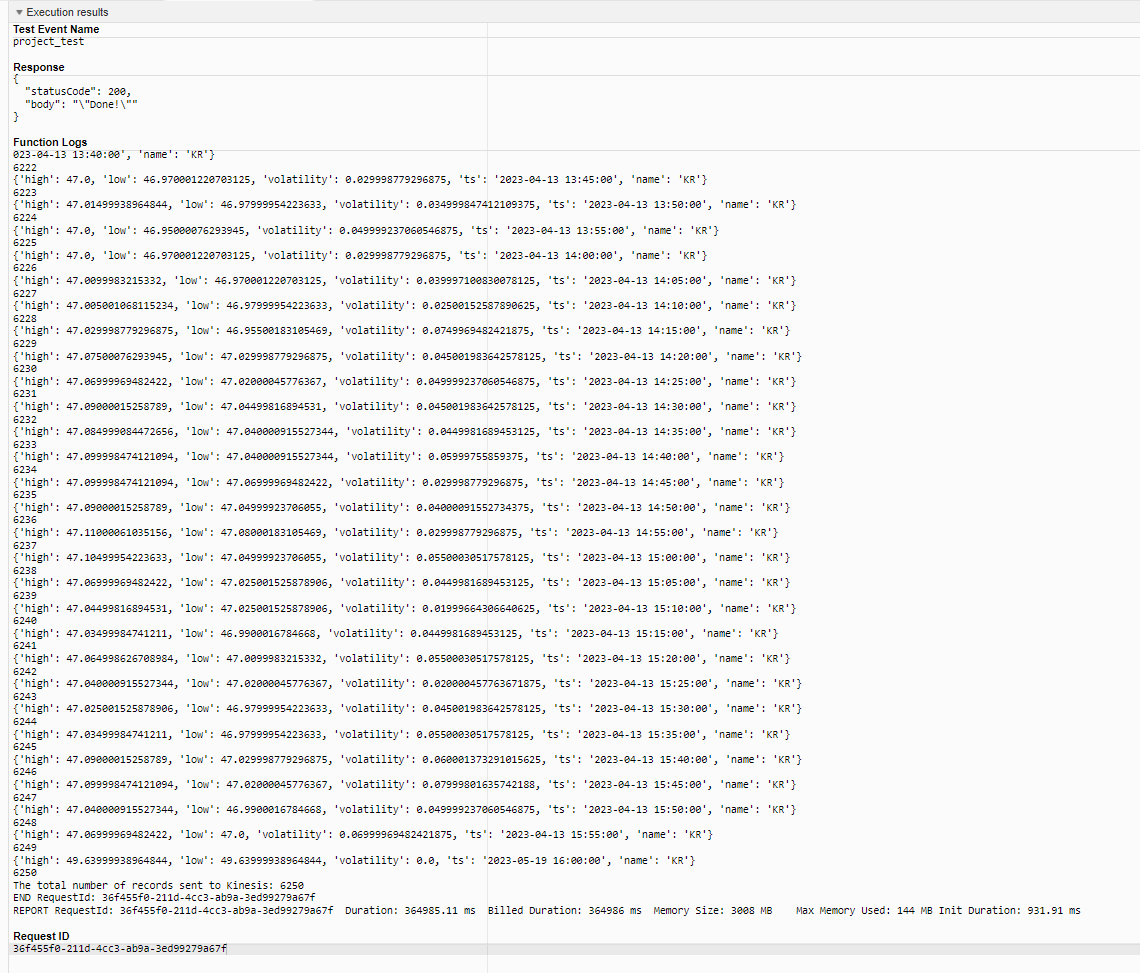 Execution results
Test Event Name
project_test
Response
{
"statusCode": 200,
"body": "\"Done!\""
}
Function Logs
023-04-13 13:40:00', 'name': 'KR'}
6222
{'high': 47.0, 'low': 46.970001220703125, 'volatility': 0.029998779296875, 'ts': '2023-04-13 13:45:00', 'name': 'KR'}
6223
{'high': 47.01499938964844, 'low': 46.97999954223633, 'volatility': 0.034999847412109375, 'ts': '2023-04-13 13:50:00', 'name': 'KR'}
6224
{'high': 47.0, 'low': 46.95000076293945, 'volatility': 0.049999237060546875, 'ts': '2023-04-13 13:55:00', 'name': 'KR'}
6225
{'high': 47.0, 'low': 46.970001220703125, 'volatility': 0.029998779296875, 'ts': '2023-04-13 14:00:00', 'name': 'KR'}
6226
{'high': 47.0099983215332, 'low': 46.970001220703125, 'volatility': 0.039997100830078125, 'ts': '2023-04-13 14:05:00', 'name': 'KR'}
6227
{'high': 47.005001068115234, 'low': 46.97999954223633, 'volatility': 0.02500152587890625, 'ts': '2023-04-13 14:10:00', 'name': 'KR'}
6228
{'high': 47.029998779296875, 'low': 46.95500183105469, 'volatility': 0.0749969482421875, 'ts': '2023-04-13 14:15:00', 'name': 'KR'}
6229
{'high': 47.07500076293945, 'low': 47.029998779296875, 'volatility': 0.045001983642578125, 'ts': '2023-04-13 14:20:00', 'name': 'KR'}
6230
{'high': 47.06999969482422, 'low': 47.02000045776367, 'volatility': 0.049999237060546875, 'ts': '2023-04-13 14:25:00', 'name': 'KR'}
6231
{'high': 47.09000015258789, 'low': 47.04499816894531, 'volatility': 0.045001983642578125, 'ts': '2023-04-13 14:30:00', 'name': 'KR'}
6232
{'high': 47.084999084472656, 'low': 47.040000915527344, 'volatility': 0.0449981689453125, 'ts': '2023-04-13 14:35:00', 'name': 'KR'}
6233
{'high': 47.099998474121094, 'low': 47.040000915527344, 'volatility': 0.05999755859375, 'ts': '2023-04-13 14:40:00', 'name': 'KR'}
6234
{'high': 47.099998474121094, 'low': 47.06999969482422, 'volatility': 0.029998779296875, 'ts': '2023-04-13 14:45:00', 'name': 'KR'}
6235
{'high': 47.09000015258789, 'low': 47.04999923706055, 'volatility': 0.04000091552734375, 'ts': '2023-04-13 14:50:00', 'name': 'KR'}
6236
{'high': 47.11000061035156, 'low': 47.08000183105469, 'volatility': 0.029998779296875, 'ts': '2023-04-13 14:55:00', 'name': 'KR'}
6237
{'high': 47.10499954223633, 'low': 47.04999923706055, 'volatility': 0.05500030517578125, 'ts': '2023-04-13 15:00:00', 'name': 'KR'}
6238
{'high': 47.06999969482422, 'low': 47.025001525878906, 'volatility': 0.0449981689453125, 'ts': '2023-04-13 15:05:00', 'name': 'KR'}
6239
{'high': 47.04499816894531, 'low': 47.025001525878906, 'volatility': 0.01999664306640625, 'ts': '2023-04-13 15:10:00', 'name': 'KR'}
6240
{'high': 47.03499984741211, 'low': 46.9900016784668, 'volatility': 0.0449981689453125, 'ts': '2023-04-13 15:15:00', 'name': 'KR'}
6241
{'high': 47.064998626708984, 'low': 47.0099983215332, 'volatility': 0.05500030517578125, 'ts': '2023-04-13 15:20:00', 'name': 'KR'}
6242
{'high': 47.040000915527344, 'low': 47.02000045776367, 'volatility': 0.020000457763671875, 'ts': '2023-04-13 15:25:00', 'name': 'KR'}
6243
{'high': 47.025001525878906, 'low': 46.97999954223633, 'volatility': 0.045001983642578125, 'ts': '2023-04-13 15:30:00', 'name': 'KR'}
6244
{'high': 47.03499984741211, 'low': 46.97999954223633, 'volatility': 0.05500030517578125, 'ts': '2023-04-13 15:35:00', 'name': 'KR'}
6245
{'high': 47.09000015258789, 'low': 47.029998779296875, 'volatility': 0.060001373291015625, 'ts': '2023-04-13 15:40:00', 'name': 'KR'}
6246
{'high': 47.099998474121094, 'low': 47.02000045776367, 'volatility': 0.07999801635742188, 'ts': '2023-04-13 15:45:00', 'name': 'KR'}
6247
{'high': 47.040000915527344, 'low': 46.9900016784668, 'volatility': 0.049999237060546875, 'ts': '2023-04-13 15:50:00', 'name': 'KR'}
6248
{'high': 47.06999969482422, 'low': 47.0, 'volatility': 0.06999969482421875, 'ts': '2023-04-13 15:55:00', 'name': 'KR'}
6249
{'high': 49.63999938964844, 'low': 49.63999938964844, 'volatility': 0.0, 'ts': '2023-05-19 16:00:00', 'name': 'KR'}
6250
The total number of records sent to Kinesis: 6250
END RequestId: 36f455f0-211d-4cc3-ab9a-3ed99279a67f
REPORT RequestId: 36f455f0-211d-4cc3-ab9a-3ed99279a67f Duration: 364985.11 ms Billed Duration: 364986 ms Memory Size: 3008 MB Max Memory Used: 144 MB Init Duration: 931.91 ms
Request ID
36f455f0-211d-4cc3-ab9a-3ed99279a67f